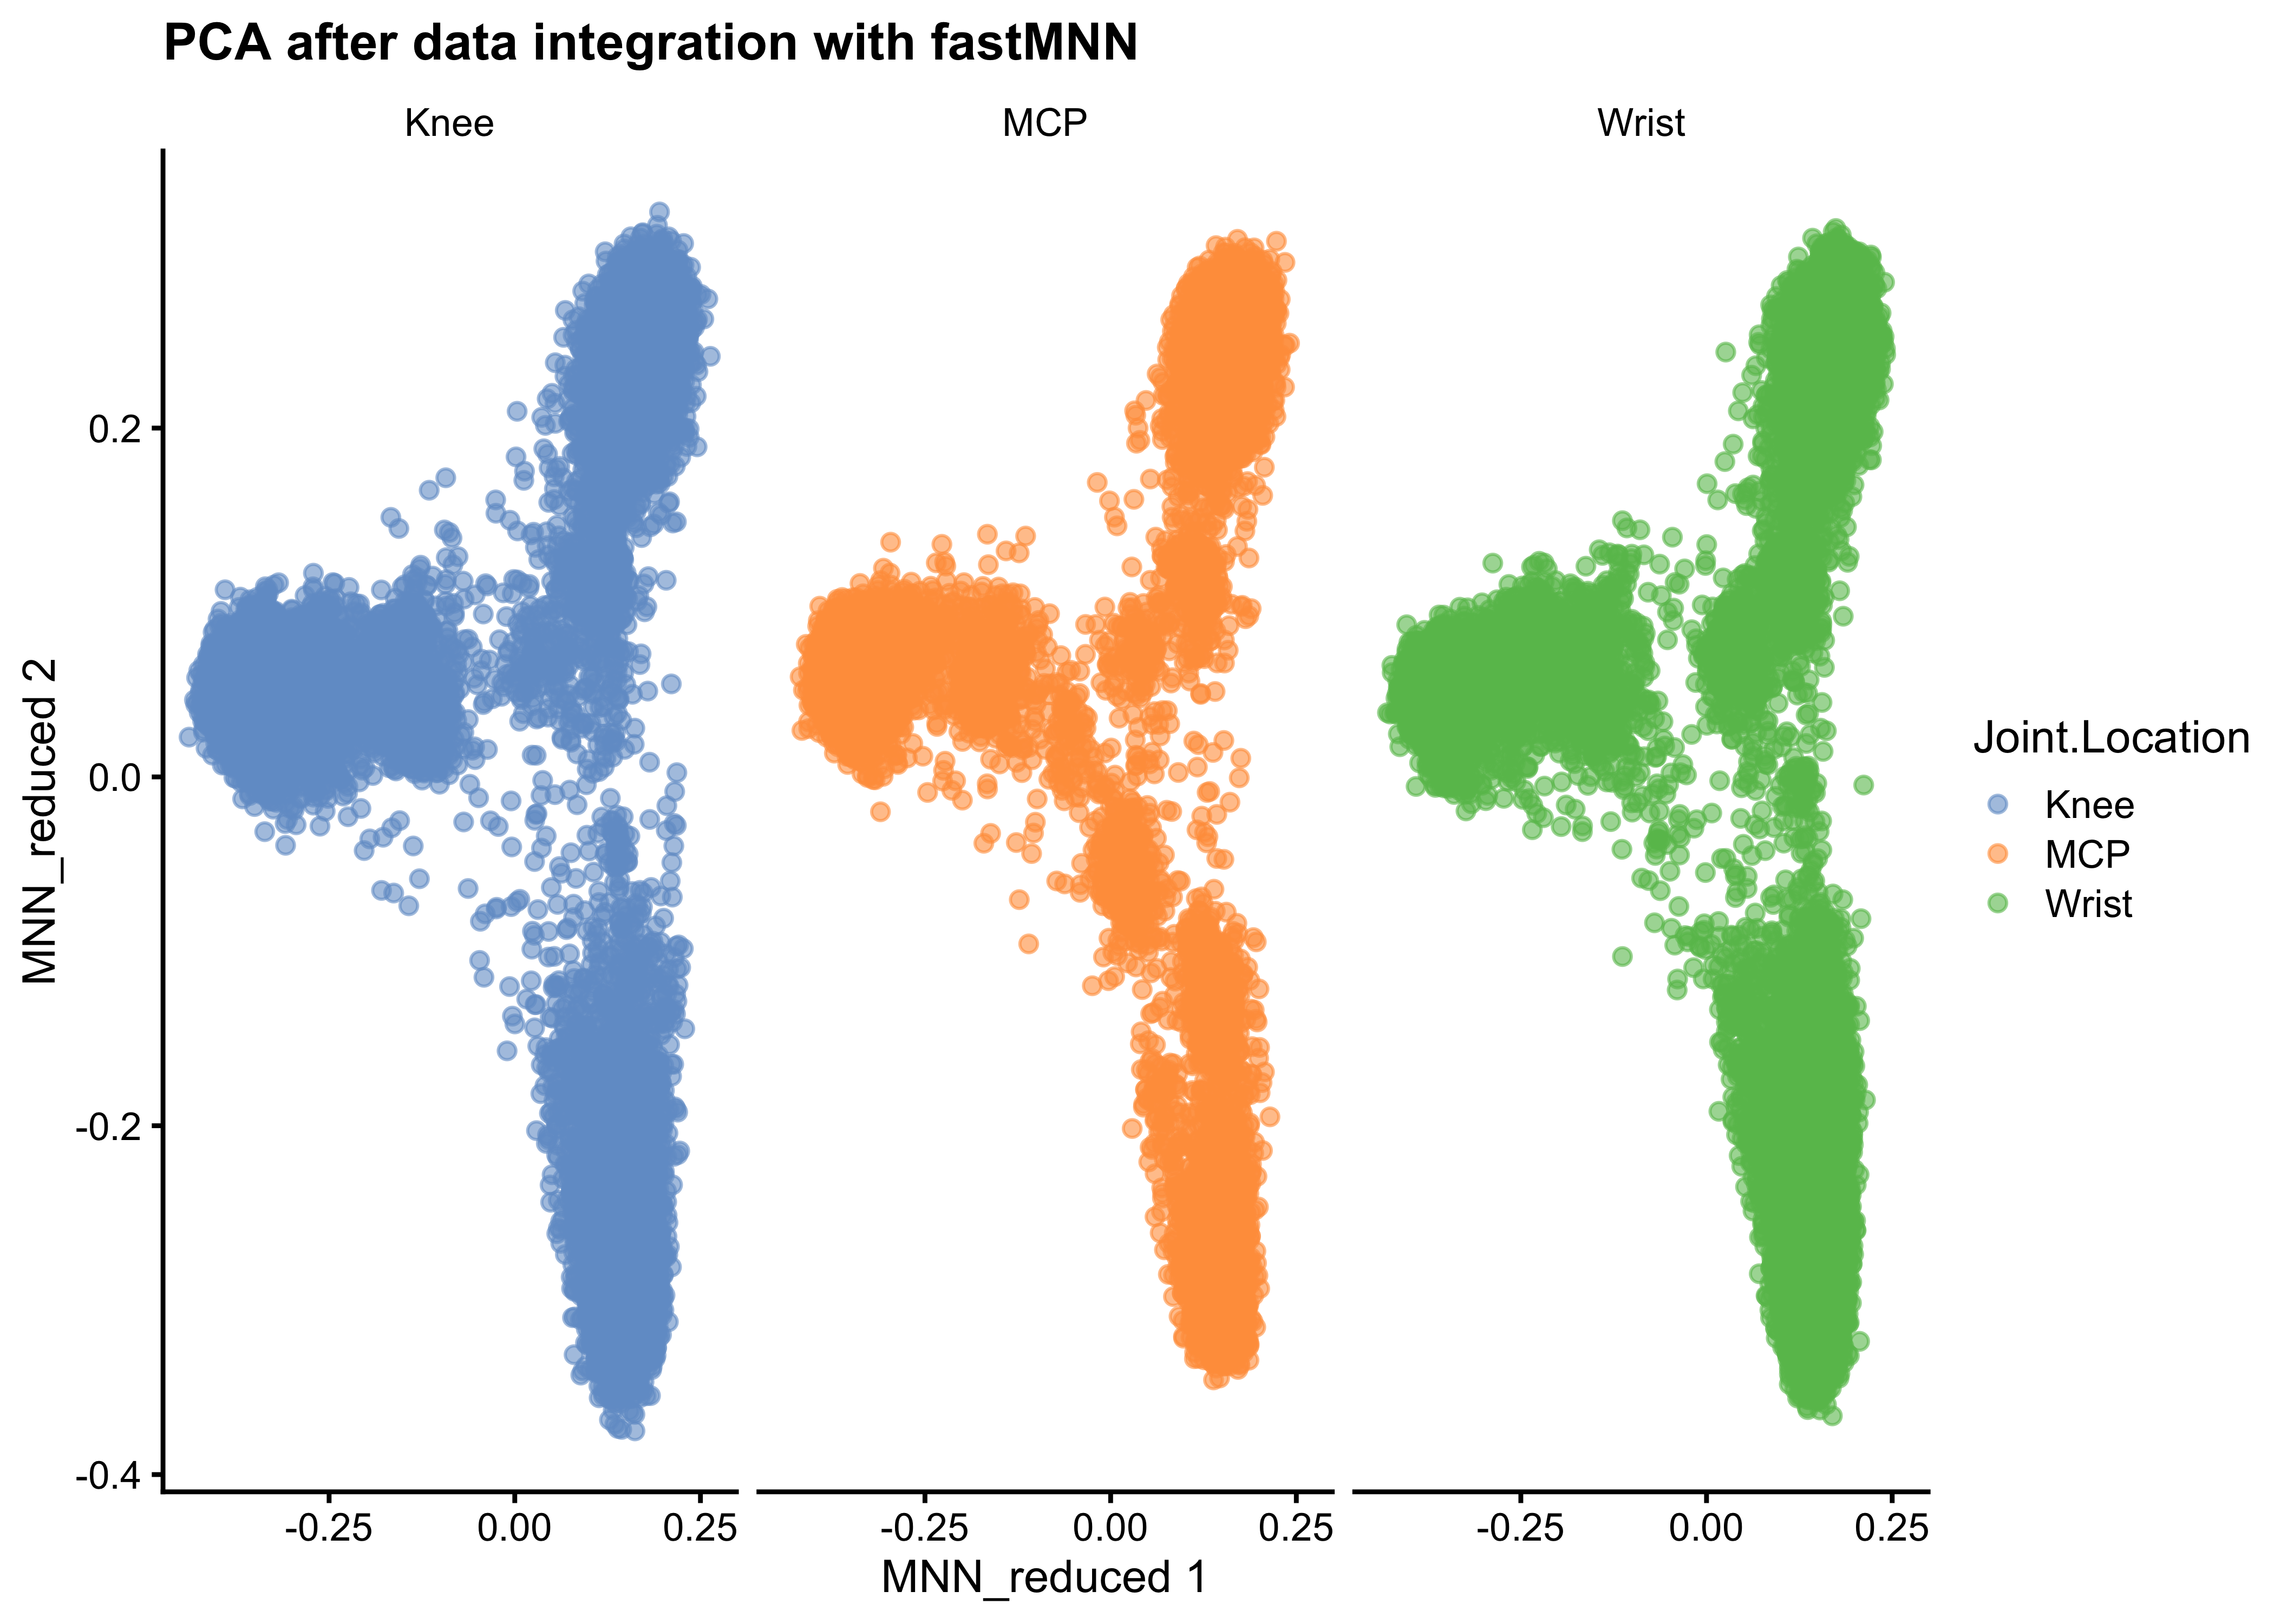 PCA after data integration with fastMNN
Knee MCP Wrist
MNN_reduced 2
0.2
0.0
-0.2
-0.4
-0.25 0.00 0.25 -0.25 0.00 0.25 -0.25 0.00 0.25
MNN_reduced 1
Joint.Location
Knee
MCP
Wrist